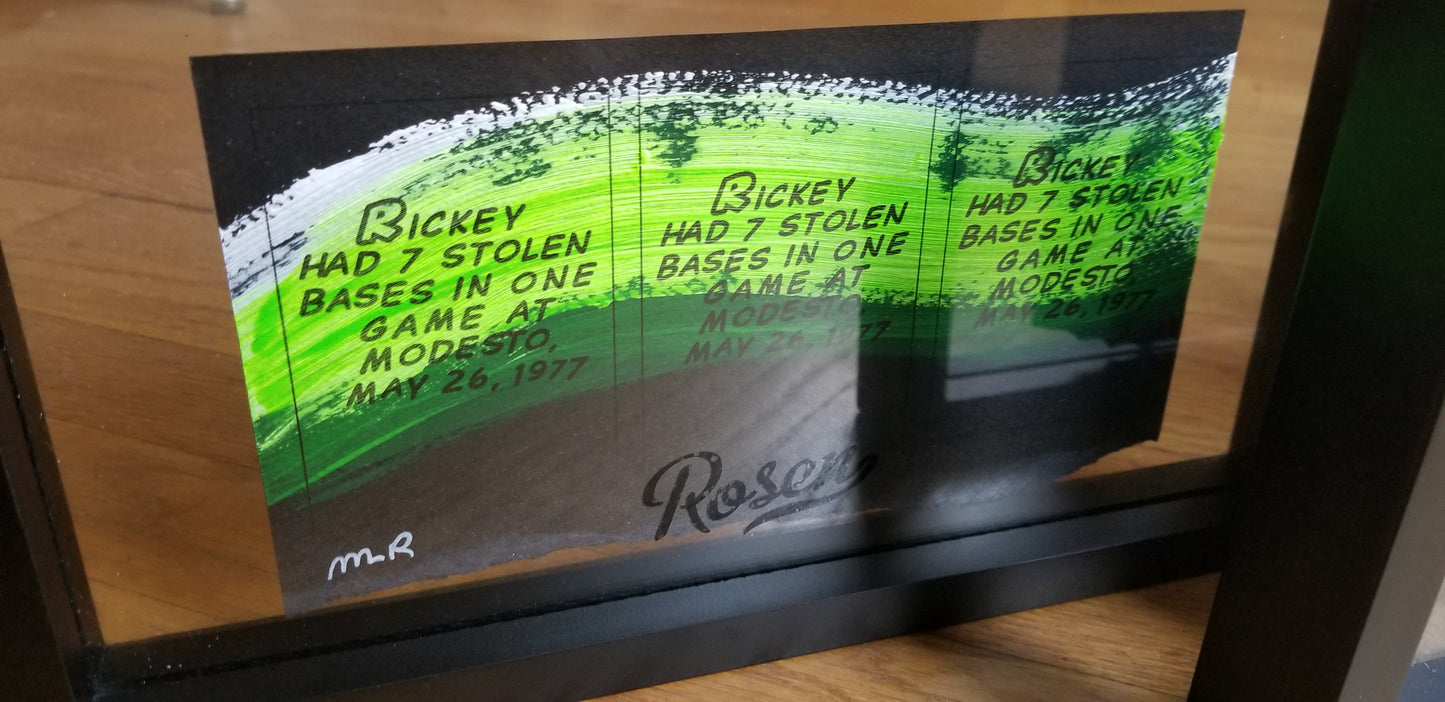 RICKEY
HAD 7 STOLEN
BASES IN ONE
GAME AT
MODESTO,
MAY 26, 1977
RICKEY
HAD 7 STOLEN
BASES IN ONE
GAME AT
MODESTO
MAY 26, 1977
RICKEY
HAD 7 STOLEN
BASES IN ONE
GAME AT
MODESTO
MAY 26, 1977
Rosen
MR